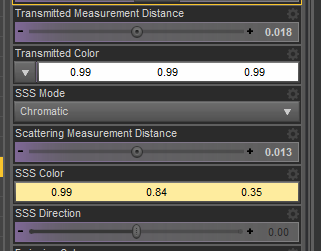 Transmitted Measurement Distance
- + 0.018
Transmitted Color
0.99 0.99 0.99
SSS Mode
Chromatic
Scattering Measurement Distance
- + 0.013
SSS Color
0.99 0.84 0.35
SSS Direction
- + 0.00